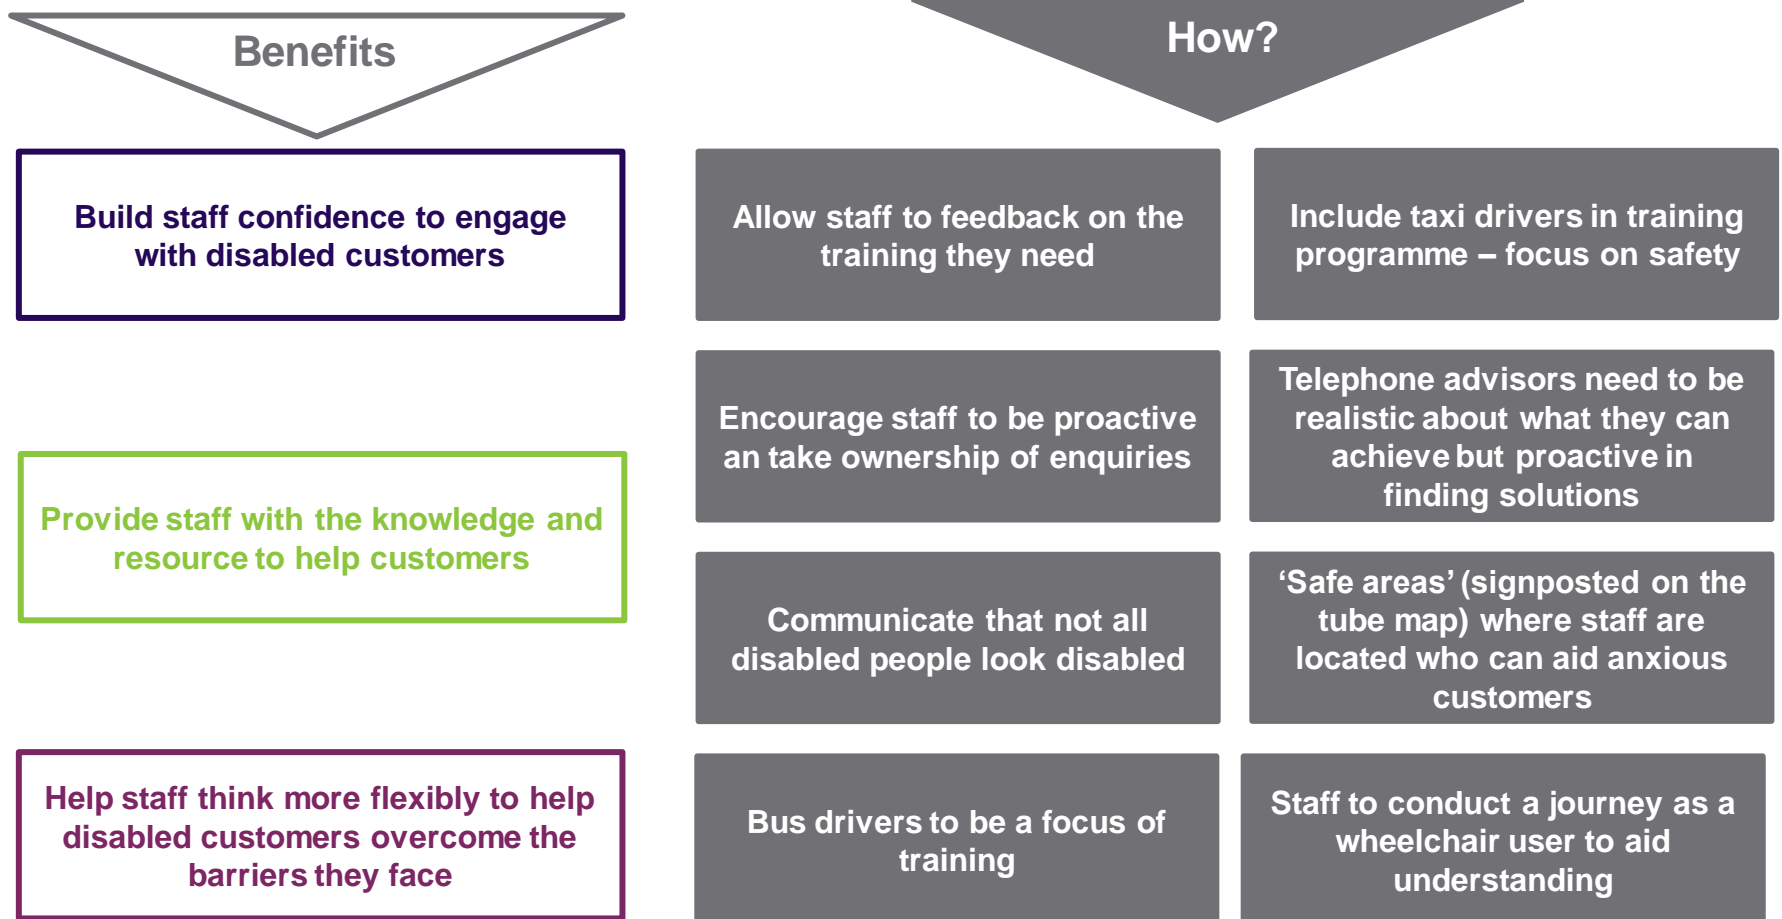 Benefits
Build staff confidence to engage
with disabled customers
Provide staff with the knowledge and
resource to help customers
Help staff think more flexibly to help
disabled customers overcome the
barriers they face
How?
Allow staff to feedback on the
training they need
Include taxi drivers in training
programme – focus on safety
Encourage staff to be proactive
an take ownership of enquiries
Telephone advisors need to be
realistic about what they can
achieve but proactive in
finding solutions
Communicate that not all
disabled people look disabled
‘Safe areas’ (signposted on the
tube map) where staff are
located who can aid anxious
customers
Bus drivers to be a focus of
training
Staff to conduct a journey as a
wheelchair user to aid
understanding